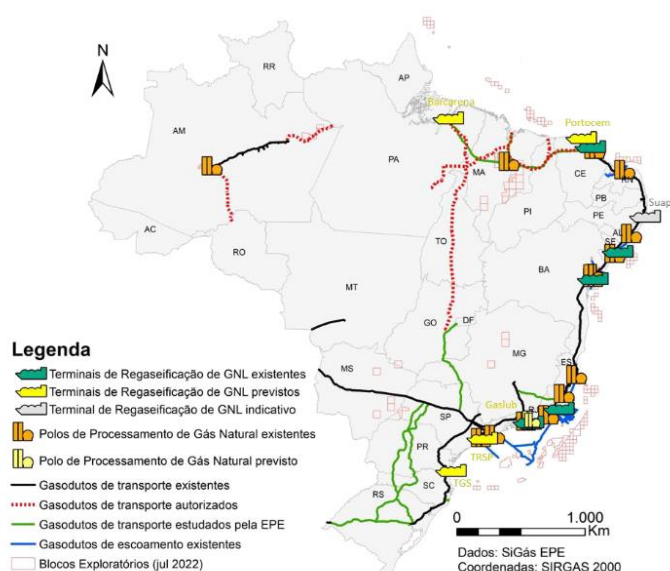 N
RR
AP
Barcarena
Portocem
AM
PA
MA
CE
RN
PB
PE
Suape
PI
AL
SE
AC
RO
TO
BA
MT
GO
DF
MG
ES
MS
SP
Gaslub
PR
TRSP
SC
TGS
RS
Legenda
Terminais de Regaseificação de GNL existentes
Terminais de Regaseificação de GNL previstos
Terminal de Regaseificação de GNL indicativo
Polos de Processamento de Gás Natural existentes
Polo de Processamento de Gás Natural previsto
Gasodutos de transporte existentes
Gasodutos de transporte autorizados
Gasodutos de transporte estudados pela EPE
Gasodutos de escoamento existentes
Blocos Exploratórios (jul 2022)
0 1.000
Km
Dados: SiGás EPE
Coordenadas: SIRGAS 2000